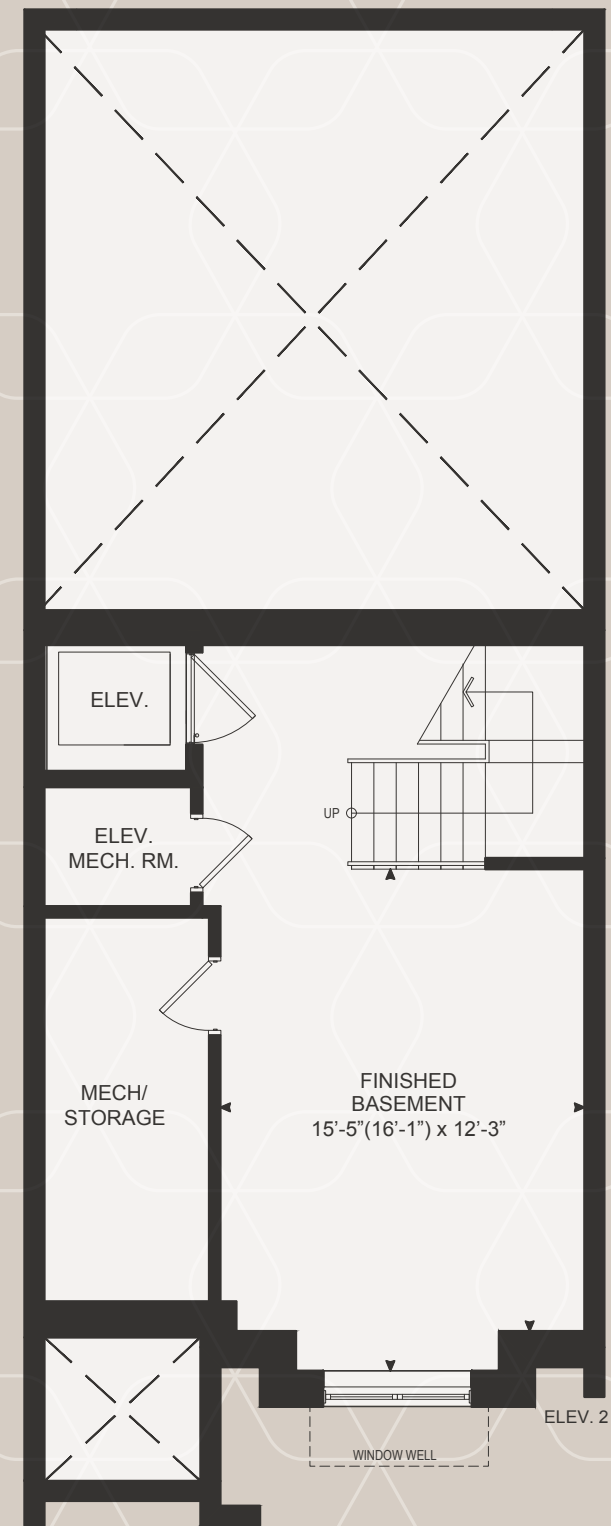 ELEV.
UP
ELEV.
MECH. RM.
MECH/
STORAGE
FINISHED
BASEMENT
15’-5”(16’-1”) x 12’-3”
ELEV. 2
WINDOW WELL